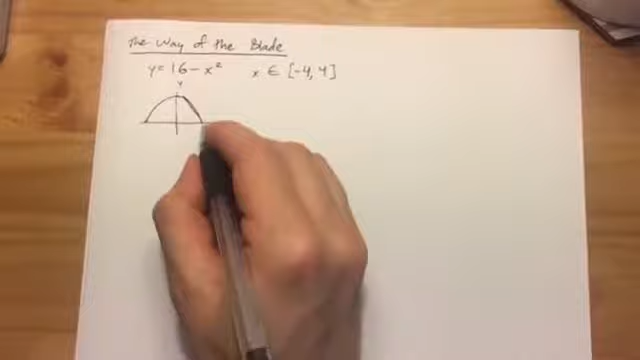 The Way of the Blade
y = 16 - x² x ∈ [-4, 4]
y